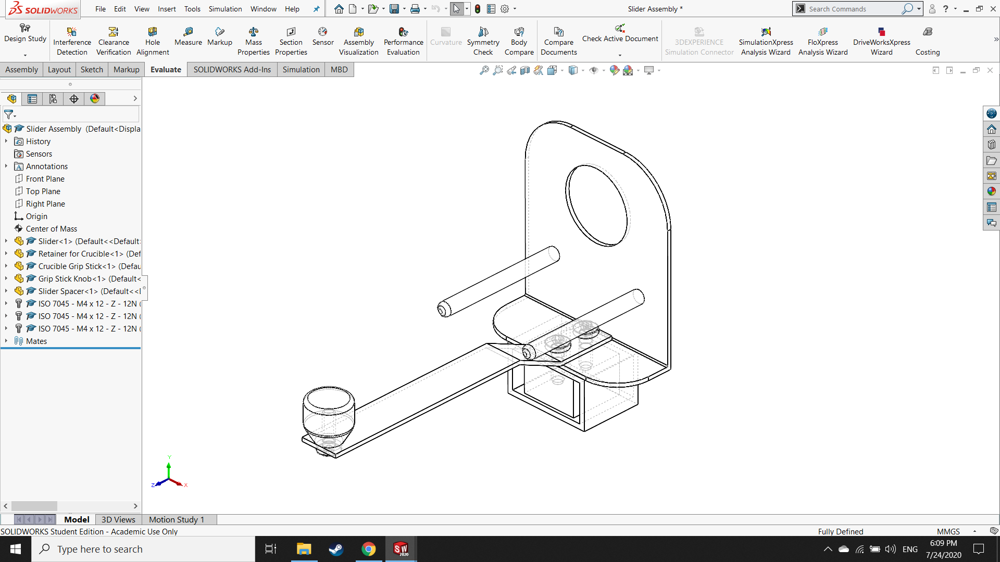 SOLIDWORKS
File Edit View Insert Tools Simulation Window Help
Slider Assembly *
Search Commands
?
Design Study
Interference Detection
Clearance Verification
Hole Alignment
Measure
Markup
Mass Properties
Section Properties
Sensor
Assembly Visualization
Performance Evaluation
Curvature
Symmetry Check
Body Compare
Compare Documents
Check Active Document
3DEXPERIENCE Simulation Connector
SimulationXpress Analysis Wizard
FloXpress Analysis Wizard
DriveWorksXpress Wizard
Costing
Assembly Layout Sketch Markup Evaluate SOLIDWORKS Add-Ins Simulation MBD
Slider Assembly (Default<Displa
History
Sensors
Annotations
Front Plane
Top Plane
Right Plane
Origin
Center of Mass
Slider<1> (Default<<Default:
Retainer for Crucible<1> (Def
Crucible Grip Stick<1> (Defau
Grip Stick Knob<1> (Default<
Slider Spacer<1> (Default<<I
ISO 7045 - M4 x 12 - Z - 12N (
ISO 7045 - M4 x 12 - Z - 12N (
ISO 7045 - M4 x 12 - Z - 12N (
Mates
Y
Z X
Model 3D Views Motion Study 1
SOLIDWORKS Student Edition - Academic Use Only
Fully Defined
MMGS
Type here to search
SW 2020
ENG
6:09 PM
7/24/2020